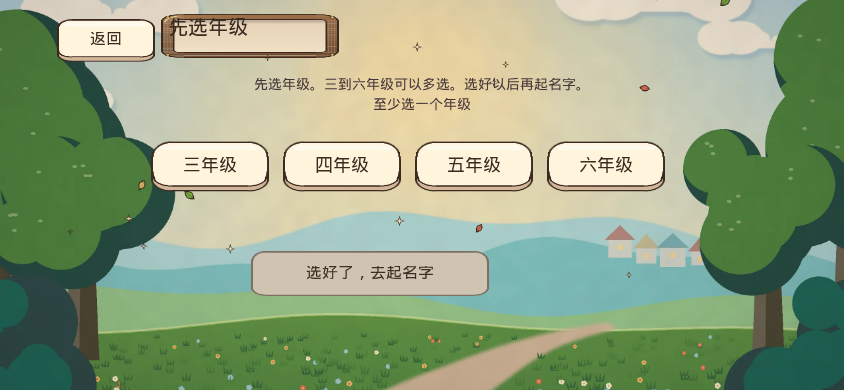 返回
先选年级
先选年级。三到六年级可以多选。选好以后再起名字。
至少选一个年级
三年级
四年级
五年级
六年级
选好了，去起名字